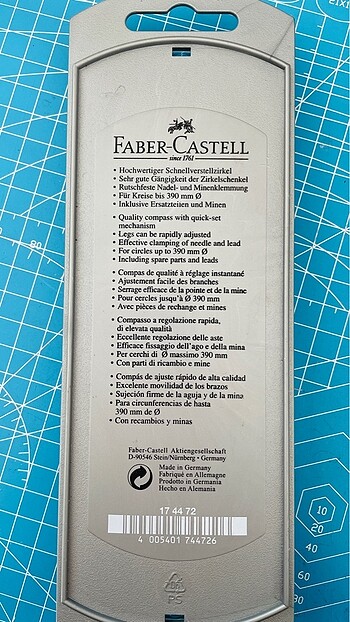 FABER-CASTELL
since 1761
• Hochwertiger Schnellverstellzirkel
• Sehr gute Gängigkeit der Zirkelschenkel
• Rutschfeste Nadel- und Minenklemmung
• Für Kreise bis 390 mm Ø
• Inklusive Ersatzteilen und Minen
• Quality compass with quick-set
mechanism
• Legs can be rapidly adjusted
• Effective clamping of needle and lead
• For circles up to 390 mm Ø
• Including spare parts and leads
• Compas de qualité à réglage instantané
• Ajustement facile des branches
• Serrage efficace de la pointe et de la mine
• Pour cercles jusqu'à Ø 390 mm
• Avec pièces de rechange et mines
• Compasso a regolazione rapida,
di elevata qualità
• Eccellente regolazione delle aste
• Efficace fissaggio dell'ago e della mina
• Per cerchi di Ø massimo 390 mm
• Con parti di ricambio e mine
• Compás de ajuste rápido de alta calidad
• Excelente movilidad de los brazos
• Sujeción firme de la aguja y de la mina
• Para circunferencias de hasta
390 mm de Ø
• Con recambios y minas
Faber-Castell Aktiengesellschaft
D-90546 Stein/Nürnberg • Germany
Made in Germany
Fabriqué en Allemagne
Prodotto in Germania
Hecho en Alemania
17 44 72
4 005401 744726
PS
80
10
20
40
60
30
80